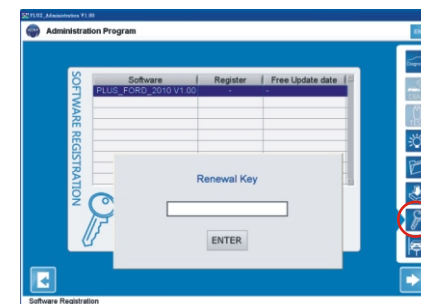 PLUS_Administration V1.00
Administration Program
EN
SOFTWARE REGISTRATION
Software Register Free Update date
PLUS_FORD_2010 V1.00 - -
Renewal Key
ENTER
Software Registration